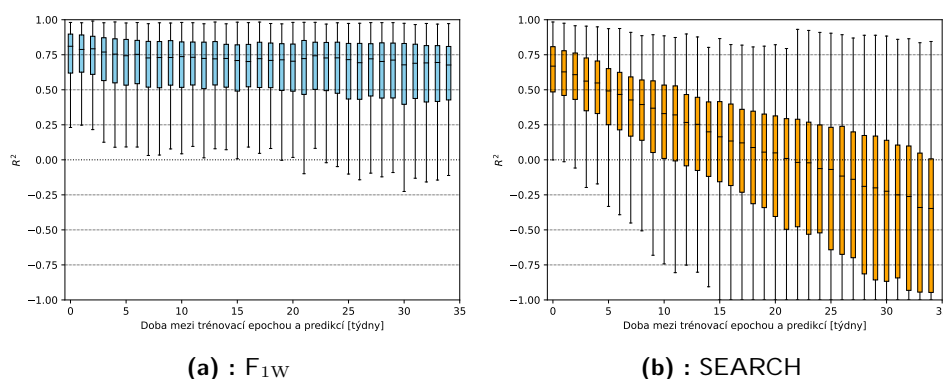 1.00
0.75
0.50
0.25
0.00
−0.25
−0.50
−0.75
−1.00
R²
0 5 10 15 20 25 30 35
Doba mezi trénovací epochou a predikcí [týdny]
(a) : F₁W
1.00
0.75
0.50
0.25
0.00
−0.25
−0.50
−0.75
−1.00
R²
0 5 10 15 20 25 30 3
Doba mezi trénovací epochou a predikcí [týdny]
(b) : SEARCH